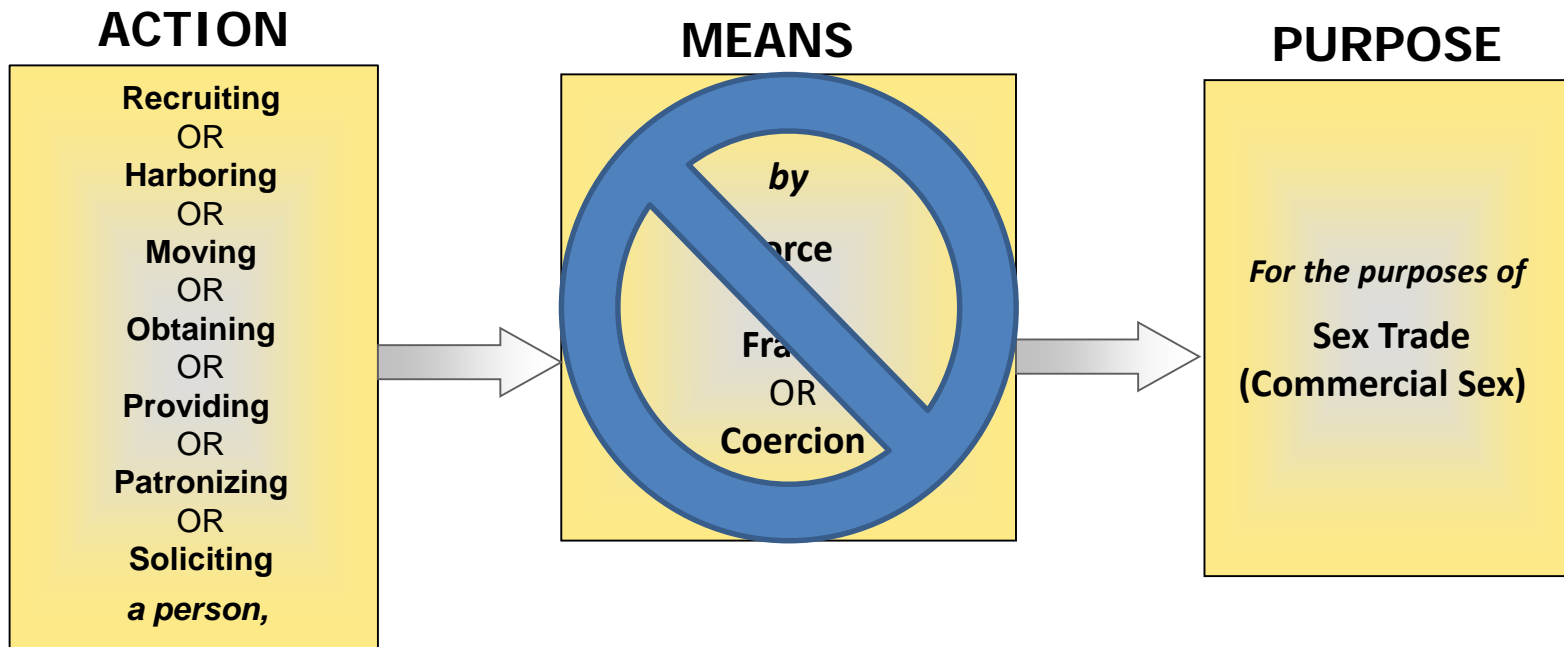 ACTION
Recruiting
OR
Harboring
OR
Moving
OR
Obtaining
OR
Providing
OR
Patronizing
OR
Soliciting
a person,
MEANS
by
OR
Coercion
PURPOSE
For the purposes of
Sex Trade
(Commercial Sex)